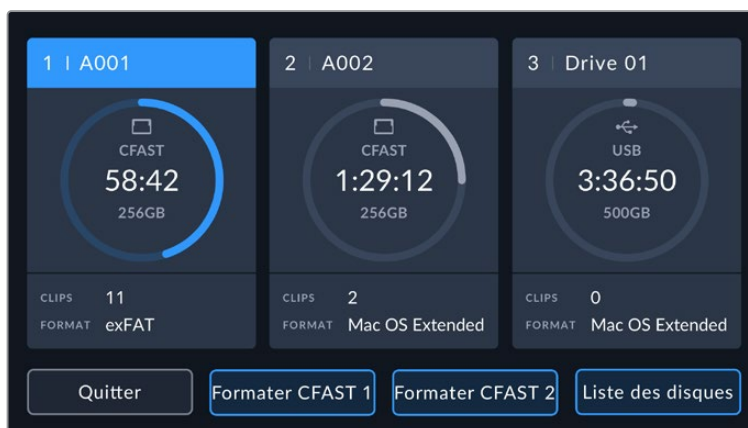 1 | A001
CFAST
58:42
256GB
CLIPS 11
FORMAT exFAT
2 | A002
CFAST
1:29:12
256GB
CLIPS 2
FORMAT Mac OS Extended
3 | Drive 01
USB
3:36:50
500GB
CLIPS 0
FORMAT Mac OS Extended
Quitter
Formater CFAST 1
Formater CFAST 2
Liste des disques